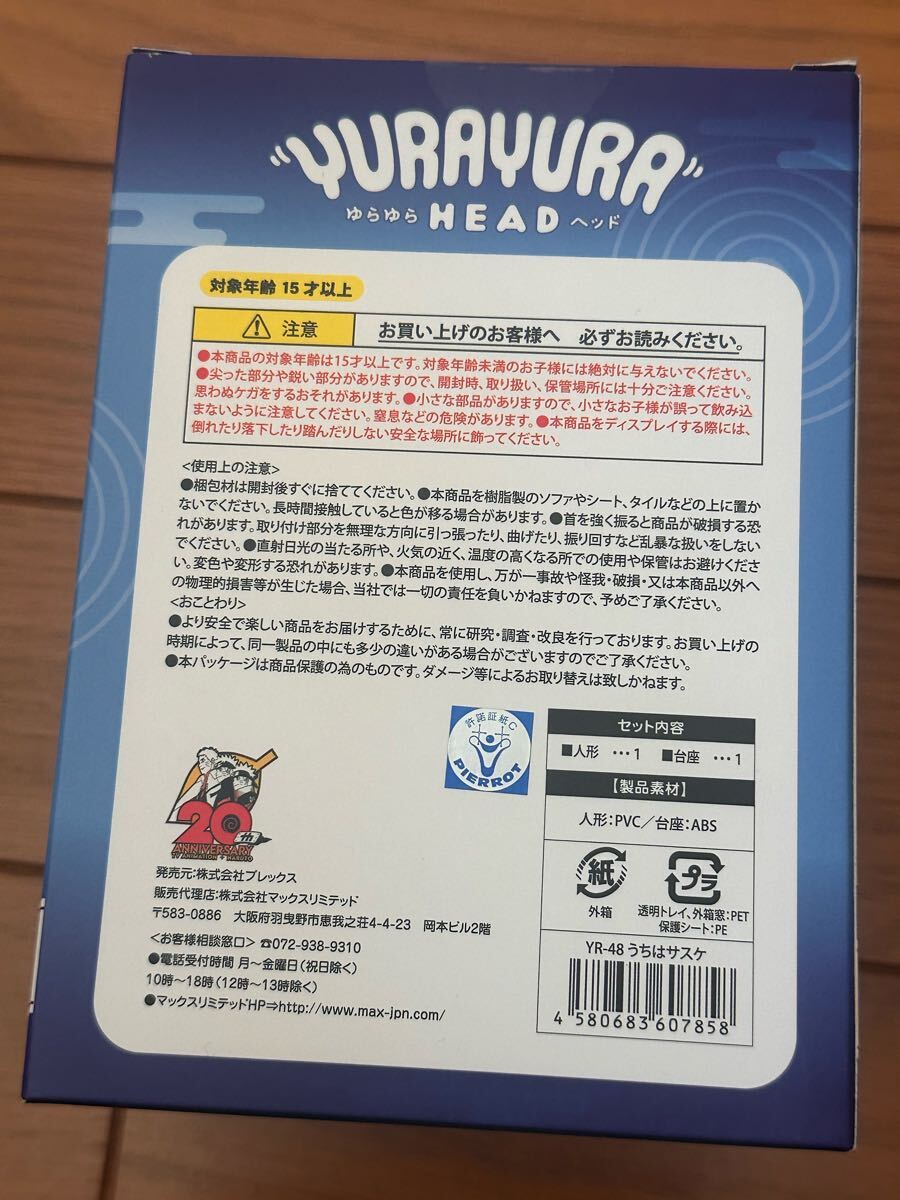 "YURAYURA"
ゆらゆら HEAD ヘッド
対象年齢 15才以上
注意 お買い上げのお客様へ 必ずお読みください。
●本商品の対象年齢は15才以上です。対象年齢未満のお子様には絶対に与えないでください。
●尖った部分や鋭い部分がありますので、開封時、取り扱い、保管場所には十分ご注意ください。
思わぬケガをするおそれがあります。●小さな部品がありますので、小さなお子様が誤って飲み込
まないように注意してください。窒息などの危険があります。●本商品をディスプレイする際には、
倒れたり落下したり踏んだりしない安全な場所に飾ってください。
<使用上の注意>
●梱包材は開封後すぐに捨ててください。●本商品を樹脂製のソファやシート、タイルなどの上に置か
ないでください。長時間接触していると色が移る場合があります。●首を強く振ると商品が破損する恐
れがあります。取り付け部分を無理な方向に引っ張ったり、曲げたり、振り回すなど乱暴な扱いをしない
でください。●直射日光の当たる所や、火気の近く、温度の高くなる所での使用や保管はお避けくださ
い。変色や変形する恐れがあります。●本商品を使用し、万が一事故や怪我・破損・又は本商品以外へ
の物理的損害等が生じた場合、当社では一切の責任を負いかねますので、予めご了承ください。
<おことわり>
●より安全で楽しい商品をお届けするために、常に研究・調査・改良を行っております。お買い上げの
時期によって、同一製品の中にも多少の違いがある場合がございますのでご了承ください。
●本パッケージは商品保護の為のものです。ダメージ等によるお取り替えは致しかねます。
20th
ANNIVERSARY
TV ANIMATION ✦ NARUTO
許諾証紙C
PIERROT
発売元:株式会社プレックス
販売代理店:株式会社マックスリミテッド
〒583-0886 大阪府羽曳野市恵我之荘4-4-23 岡本ビル2階
<お客様相談窓口> ☎072-938-9310
●電話受付時間 月〜金曜日(祝日除く)
10時〜18時(12時〜13時除く)
●マックスリミテッドHP⇒http://www.max-jpn.com/
セット内容
■人形 …1 ■台座 …1
【製品素材】
人形:PVC/台座:ABS
紙
外箱
プラ
透明トレイ、外箱窓:PET
保護シート:PE
YR-48 うちはサスケ
4 580683 607858